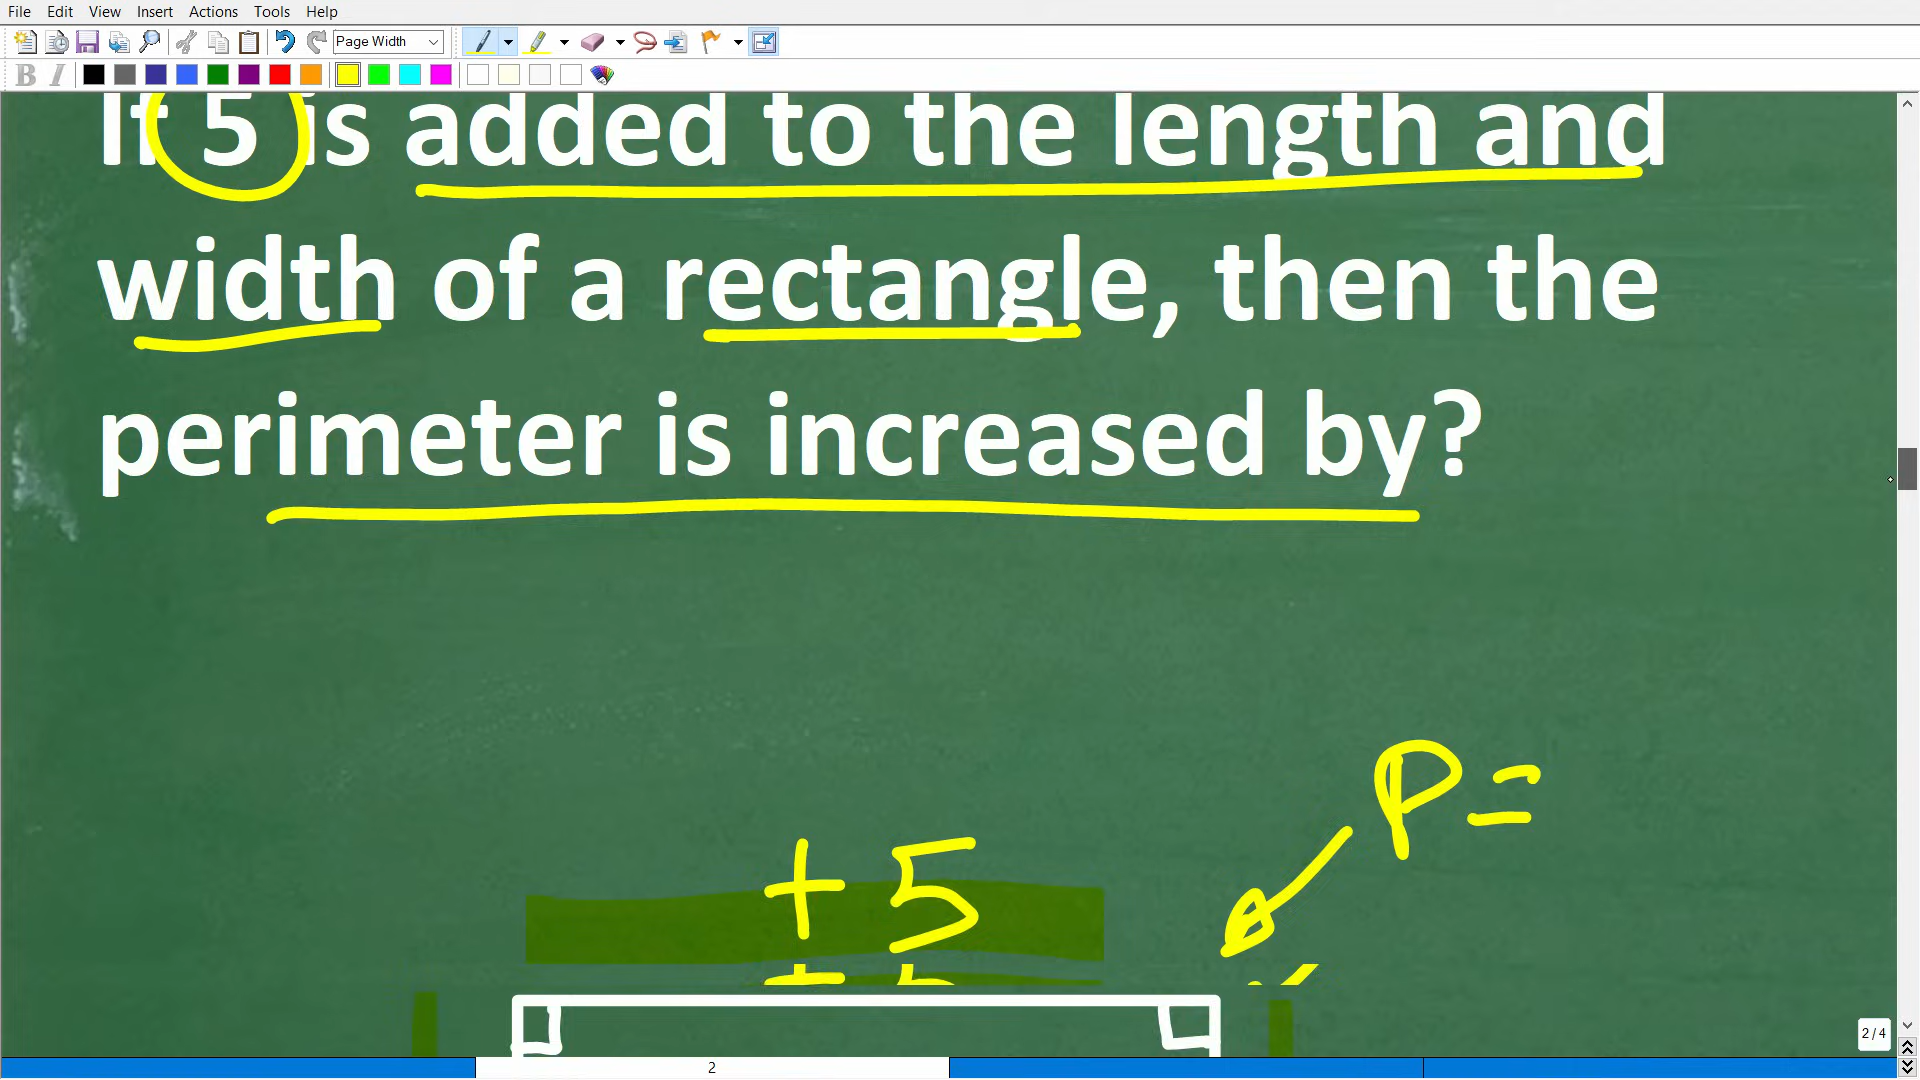 File Edit View Insert Actions Tools Help
Page Width
B I
If 5 is added to the length and
width of a rectangle, then the
perimeter is increased by?
P=
+ 5
2 / 4
2